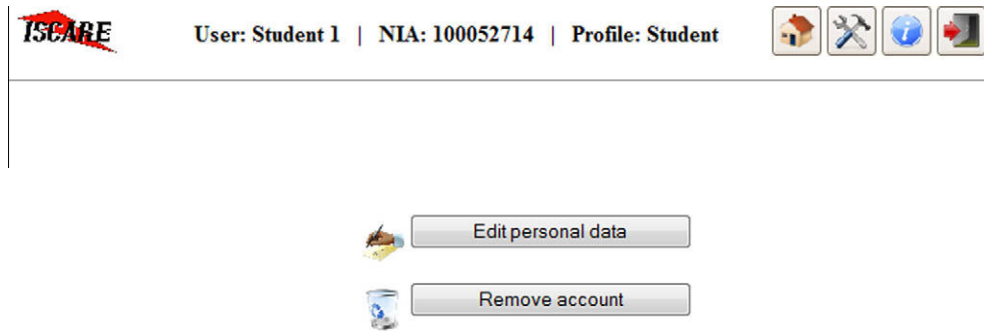 ISCARE
User: Student 1 | NIA: 100052714 | Profile: Student
Edit personal data
Remove account